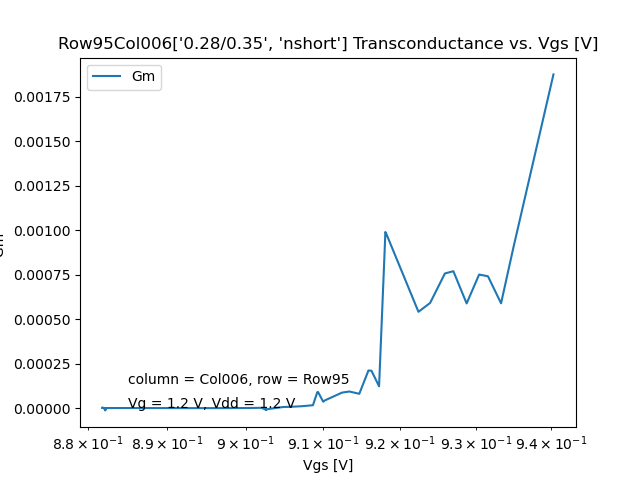 Row95Col006['0.28/0.35', 'nshort'] Transconductance vs. Vgs [V]
Gm
0.00175
0.00150
0.00125
0.00100
0.00075
0.00050
0.00025
0.00000
Gm
column = Col006, row = Row95
Vg = 1.2 V, Vdd = 1.2 V
8.8 × 10⁻¹ 8.9 × 10⁻¹ 9 × 10⁻¹ 9.1 × 10⁻¹ 9.2 × 10⁻¹ 9.3 × 10⁻¹ 9.4 × 10⁻¹
Vgs [V]